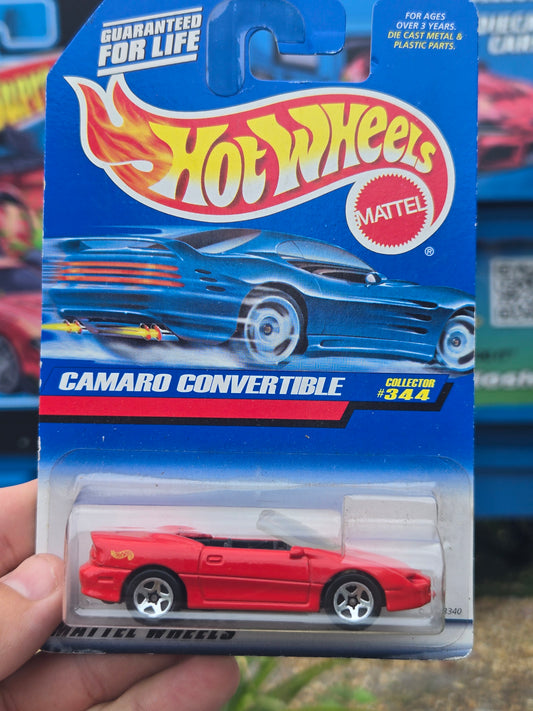 GUARANTEED
FOR LIFE
FOR AGES
OVER 3 YEARS.
DIE CAST METAL &
PLASTIC PARTS.
HOT WHEELS
MATTEL
®
CAMARO CONVERTIBLE
COLLECTOR
#344
MATTEL WHEELS